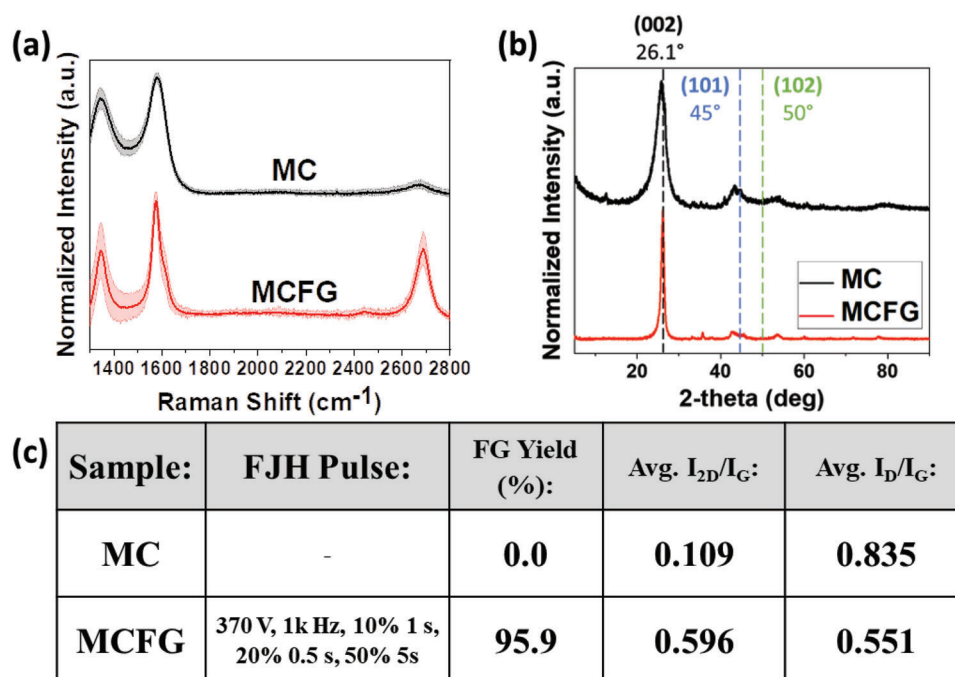 (a)
Normalized Intensity (a.u.)
MC
MCFG
1400 1600 1800 2000 2200 2400 2600 2800
Raman Shift (cm⁻¹)
(b)
(002)
26.1°
(101)
45°
(102)
50°
Normalized Intensity (a.u.)
MC
MCFG
20 40 60 80
2-theta (deg)
(c)
Sample: FJH Pulse: FG Yield (%): Avg. I₂D/IG: Avg. ID/IG:
MC - 0.0 0.109 0.835
MCFG 370 V, 1k Hz, 10% 1 s, 20% 0.5 s, 50% 5s 95.9 0.596 0.551